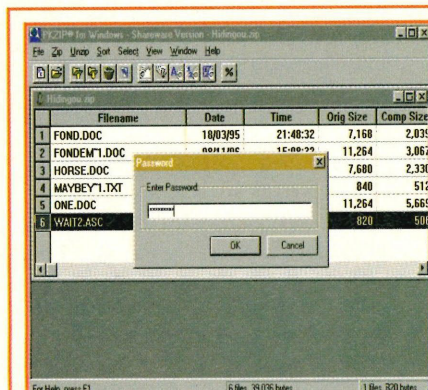 PKZIP® for Windows - Shareware Version - Hidingou.zip
File Zip Unzip Sort Select View Window Help
Hidingou.zip
Filename Date Time Orig Size Comp Size
1 FOND.DOC 18/03/95 21:48:32 7,168 2,039
2 FONDEM~1.DOC 11,264 3,067
3 HORSE.DOC 7,680 2,330
4 MAYBEY~1.TXT 840 512
5 ONE.DOC 11,264 5,669
6 WAIT2.ASC 820 506
Password
Enter Password:
********
OK Cancel
For Help, press F1 6 files, 39,036 bytes 1 files, 820 bytes